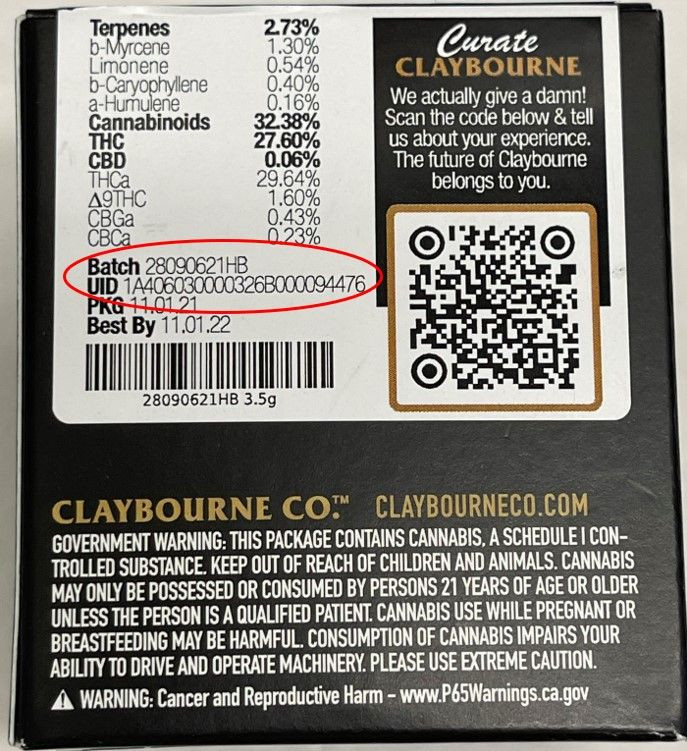 Terpenes 2.73%
b-Myrcene 1.30%
Limonene 0.54%
b-Caryophyllene 0.40%
a-Humulene 0.16%
Cannabinoids 32.38%
THC 27.60%
CBD 0.06%
THCa 29.64%
Δ9THC 1.60%
CBGa 0.43%
CBCa 0.23%
Batch 28090621HB
UID 1A406030000326B000094476
PKG 11.01.21
Best By 11.01.22
28090621HB 3.5g
Curate
CLAYBOURNE
We actually give a damn!
Scan the code below & tell
us about your experience.
The future of Claybourne
belongs to you.
CLAYBOURNE CO.™ CLAYBOURNECO.COM
GOVERNMENT WARNING: THIS PACKAGE CONTAINS CANNABIS, A SCHEDULE I CON-
TROLLED SUBSTANCE. KEEP OUT OF REACH OF CHILDREN AND ANIMALS. CANNABIS
MAY ONLY BE POSSESSED OR CONSUMED BY PERSONS 21 YEARS OF AGE OR OLDER
UNLESS THE PERSON IS A QUALIFIED PATIENT. CANNABIS USE WHILE PREGNANT OR
BREASTFEEDING MAY BE HARMFUL. CONSUMPTION OF CANNABIS IMPAIRS YOUR
ABILITY TO DRIVE AND OPERATE MACHINERY. PLEASE USE EXTREME CAUTION.
⚠ WARNING: Cancer and Reproductive Harm – www.P65Warnings.ca.gov